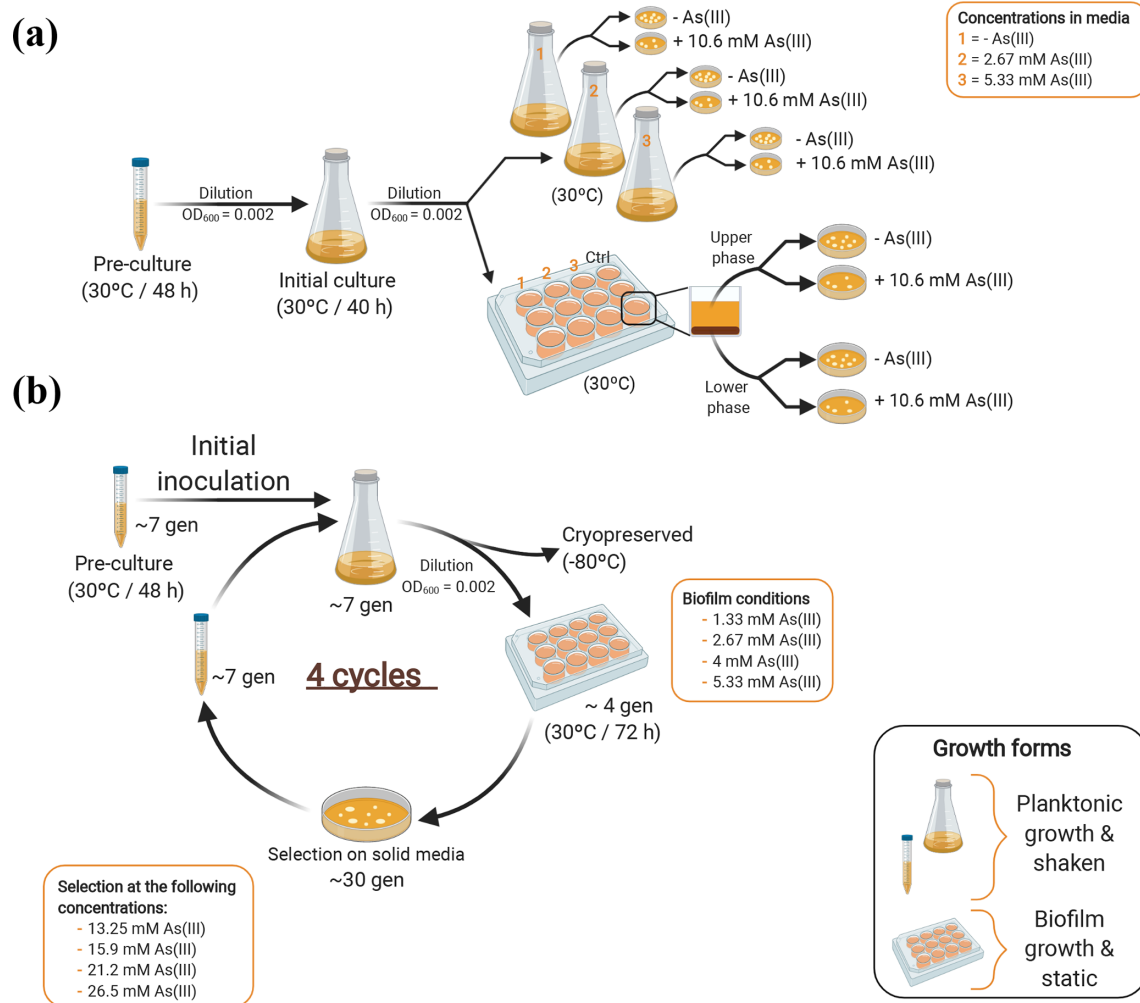 (a)
- As(III)
+ 10.6 mM As(III)
1
- As(III)
+ 10.6 mM As(III)
2
- As(III)
+ 10.6 mM As(III)
3
(30ºC)
Concentrations in media
1 = - As(III)
2 = 2.67 mM As(III)
3 = 5.33 mM As(III)
Dilution
OD₆₀₀ = 0.002
Dilution
OD₆₀₀ = 0.002
Pre-culture
(30ºC / 48 h)
Initial culture
(30ºC / 40 h)
1 2 3 Ctrl
(30ºC)
Upper
phase
- As(III)
+ 10.6 mM As(III)
Lower
phase
- As(III)
+ 10.6 mM As(III)
(b)
Initial
inoculation
~7 gen
Pre-culture
(30ºC / 48 h)
~7 gen
Dilution
OD₆₀₀ = 0.002
Cryopreserved
(-80ºC)
Biofilm conditions
- 1.33 mM As(III)
- 2.67 mM As(III)
- 4 mM As(III)
- 5.33 mM As(III)
~ 4 gen
(30ºC / 72 h)
~7 gen
4 cycles
Selection on solid media
~30 gen
Selection at the following
concentrations:
- 13.25 mM As(III)
- 15.9 mM As(III)
- 21.2 mM As(III)
- 26.5 mM As(III)
Growth forms
Planktonic
growth &
shaken
Biofilm
growth &
static